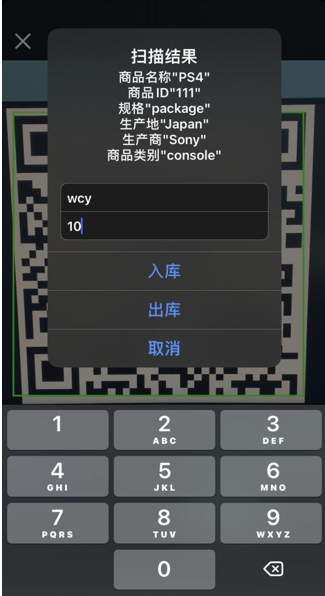 扫描结果
商品名称"PS4"
商品ID"111"
规格"package"
生产地"Japan"
生产商"Sony"
商品类别"console"
wcy
10
入库
出库
取消
1
2 ABC
3 DEF
4 GHI
5 JKL
6 MNO
7 PQRS
8 TUV
9 WXYZ
0